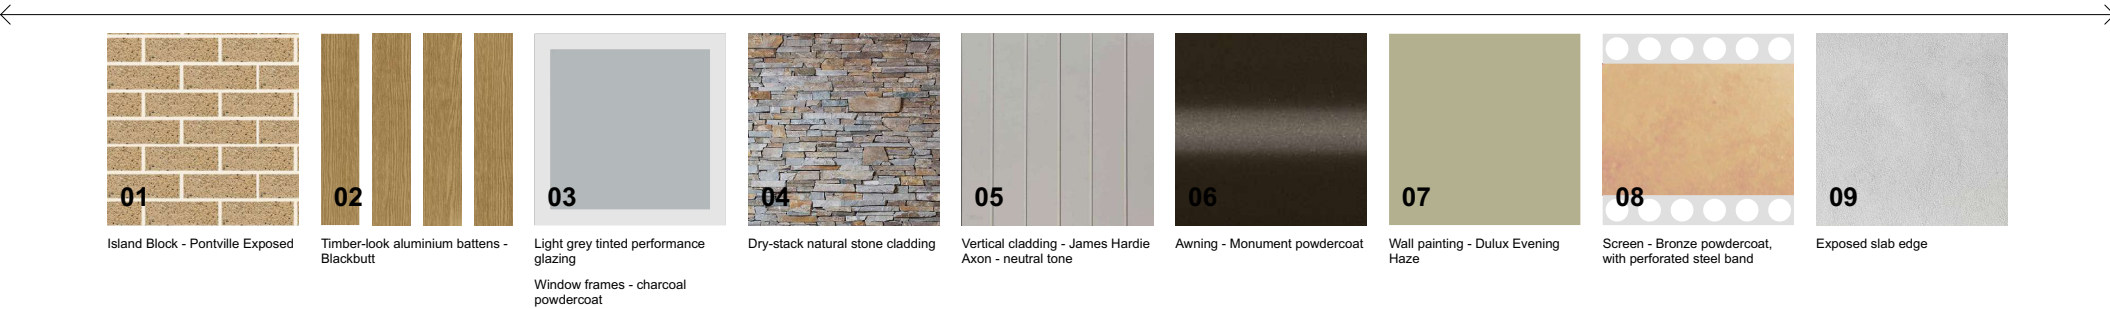 01
Island Block - Pontville Exposed
02
Timber-look aluminium battens -
Blackbutt
03
Light grey tinted performance
glazing
Window frames - charcoal
powdercoat
04
Dry-stack natural stone cladding
05
Vertical cladding - James Hardie
Axon - neutral tone
06
Awning - Monument powdercoat
07
Wall painting - Dulux Evening
Haze
08
Screen - Bronze powdercoat,
with perforated steel band
09
Exposed slab edge